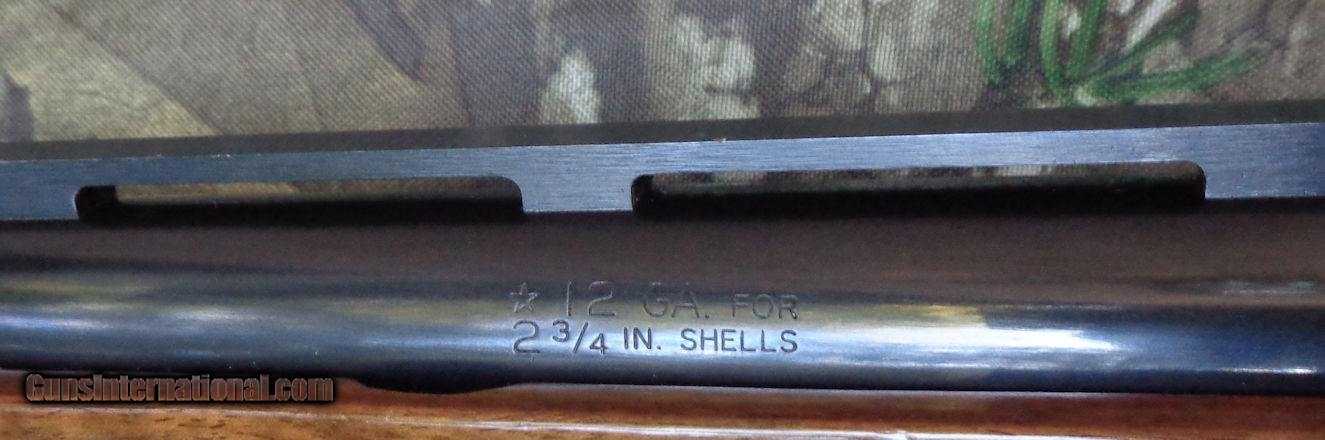 ☆ 12 GA. FOR
2 3/4 IN. SHELLS
GunsInternational.com